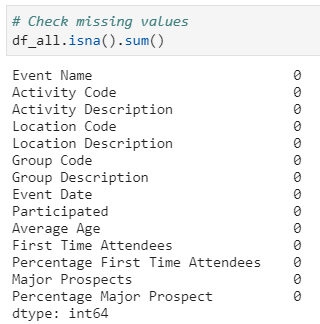 # Check missing values
df_all.isna().sum()
Event Name 0
Activity Code 0
Activity Description 0
Location Code 0
Location Description 0
Group Code 0
Group Description 0
Event Date 0
Participated 0
Average Age 0
First Time Attendees 0
Percentage First Time Attendees 0
Major Prospects 0
Percentage Major Prospect 0
dtype: int64